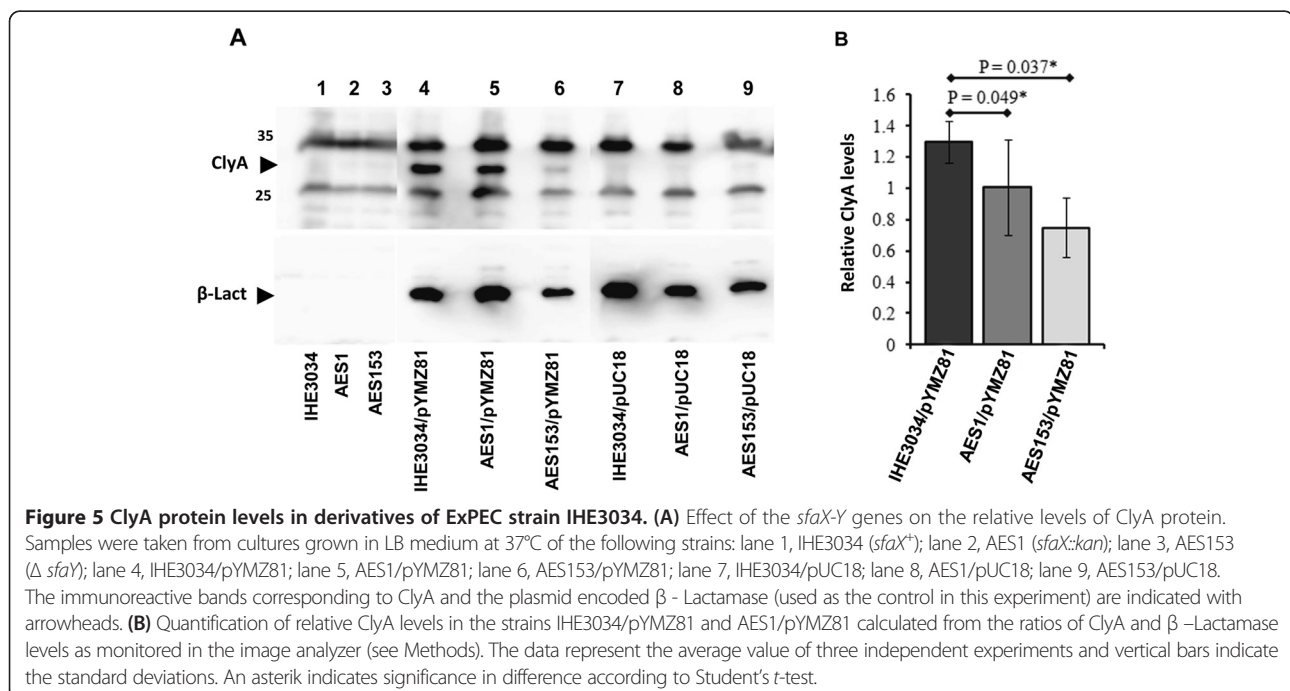 A
1 2 3 4 5 6 7 8 9
35
ClyA
25
β-Lact
IHE3034
AES1
AES153
IHE3034/pYMZ81
AES1/pYMZ81
AES153/pYMZ81
IHE3034/pUC18
AES1/pUC18
AES153/pUC18
B
P = 0.037*
P = 0.049*
Relative ClyA levels
1.6
1.4
1.2
1
0.8
0.6
0.4
0.2
0
IHE3034/pYMZ81
AES1/pYMZ81
AES153/pYMZ81
Figure 5 ClyA protein levels in derivatives of ExPEC strain IHE3034. (A) Effect of the sfaX-Y genes on the relative levels of ClyA protein.
Samples were taken from cultures grown in LB medium at 37°C of the following strains: lane 1, IHE3034 (sfaX⁺); lane 2, AES1 (sfaX::kan); lane 3, AES153
(Δ sfaY); lane 4, IHE3034/pYMZ81; lane 5, AES1/pYMZ81; lane 6, AES153/pYMZ81; lane 7, IHE3034/pUC18; lane 8, AES1/pUC18; lane 9, AES153/pUC18.
The immunoreactive bands corresponding to ClyA and the plasmid encoded β - Lactamase (used as the control in this experiment) are indicated with
arrowheads. (B) Quantification of relative ClyA levels in the strains IHE3034/pYMZ81 and AES1/pYMZ81 calculated from the ratios of ClyA and β –Lactamase
levels as monitored in the image analyzer (see Methods). The data represent the average value of three independent experiments and vertical bars indicate
the standard deviations. An asterik indicates significance in difference according to Student's t-test.